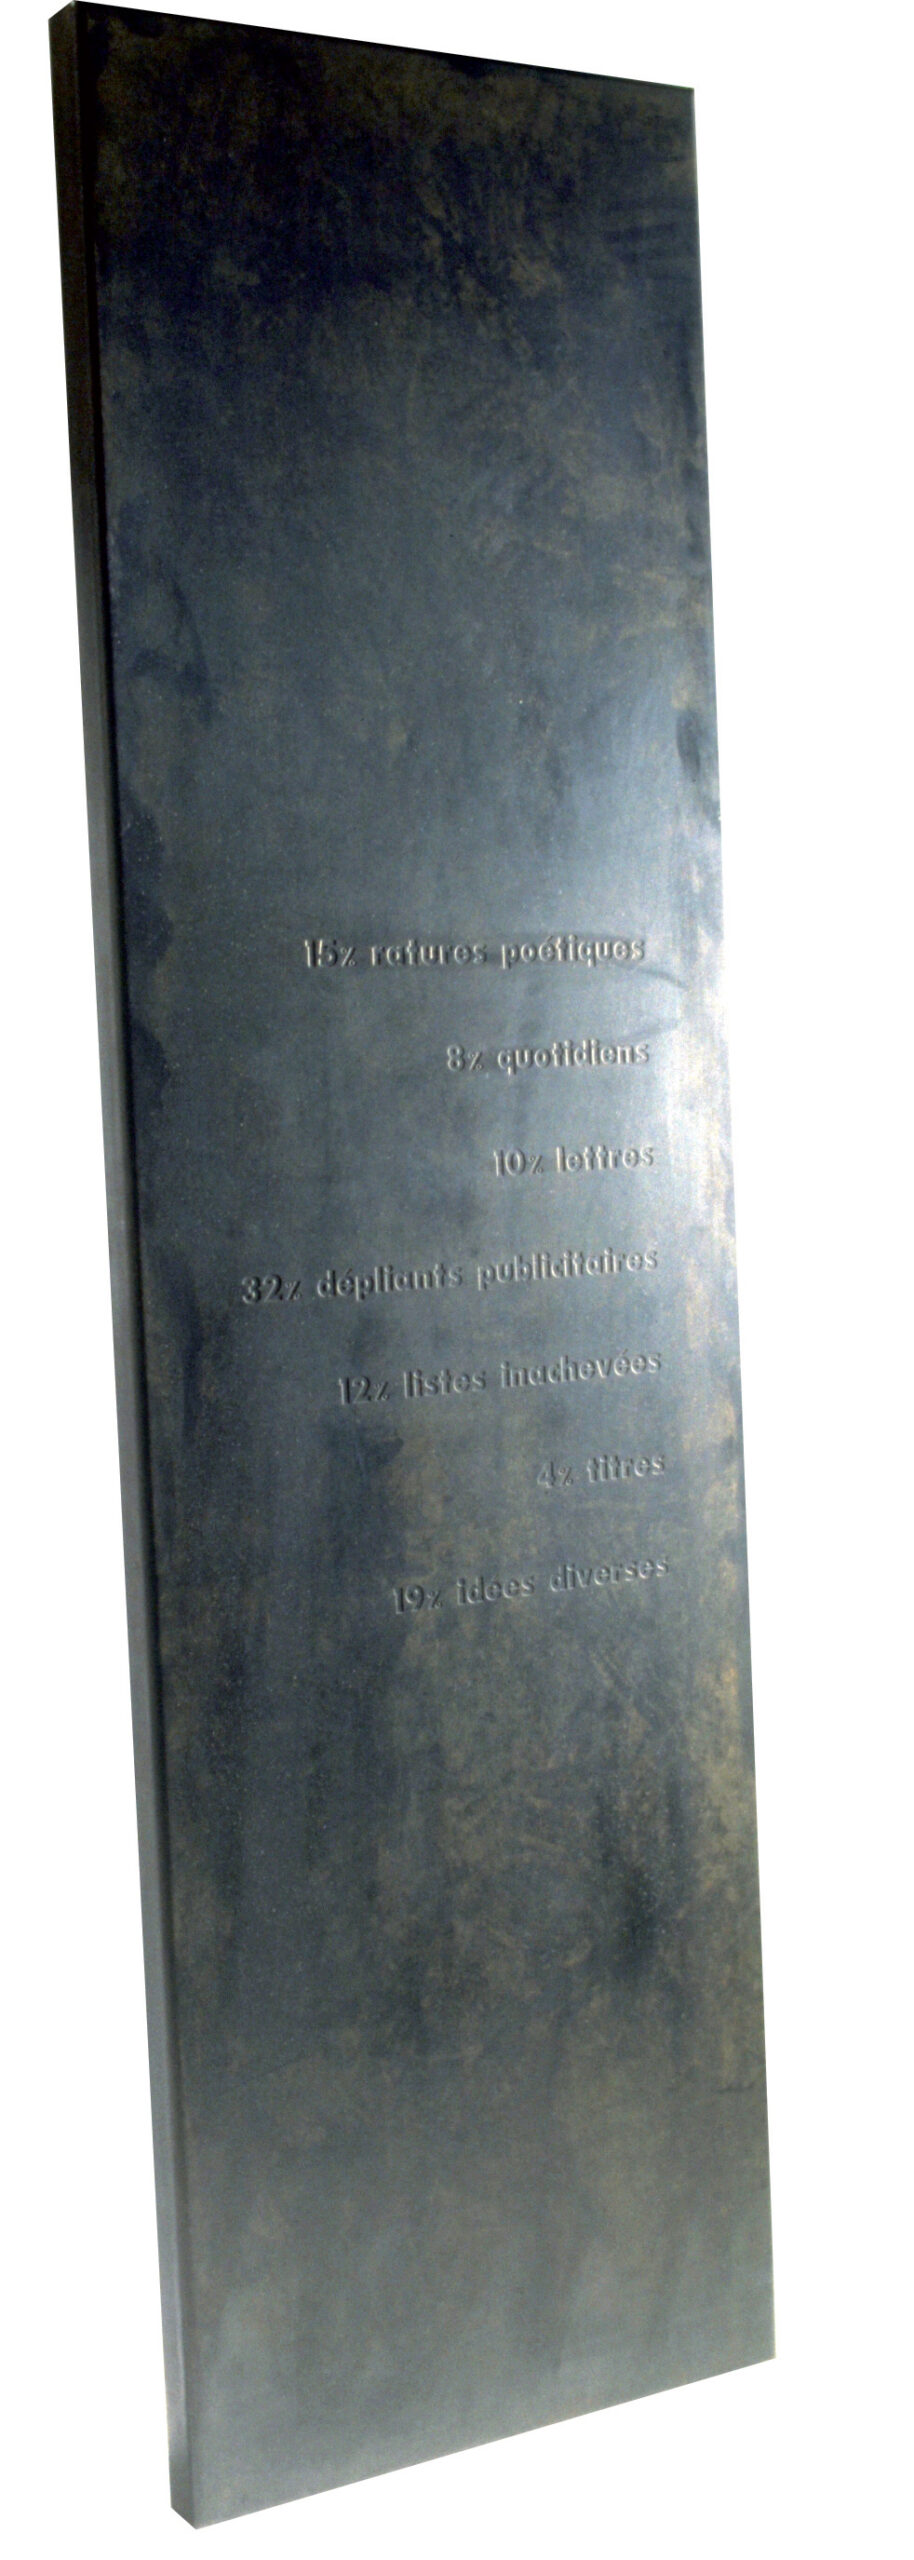 15% ratures poétiques
8% quotidiens
10% lettres
32% dépliants publicitaires
12% listes inachevées
4% titres
19% idées diverses